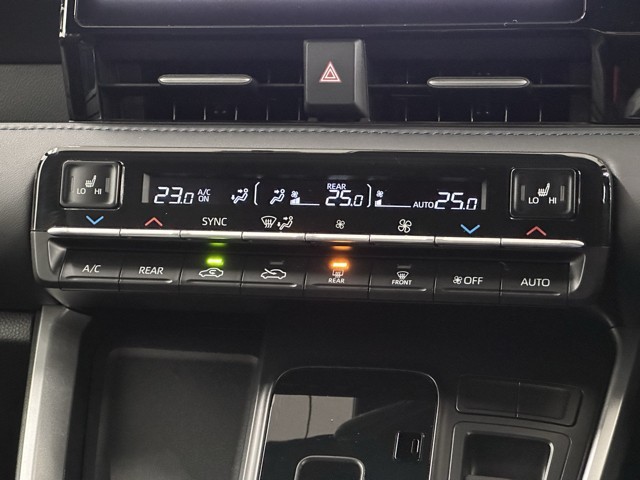 LO HI
23.0 A/C ON
REAR 25.0
AUTO 25.0
LO HI
SYNC
A/C REAR REAR FRONT OFF AUTO